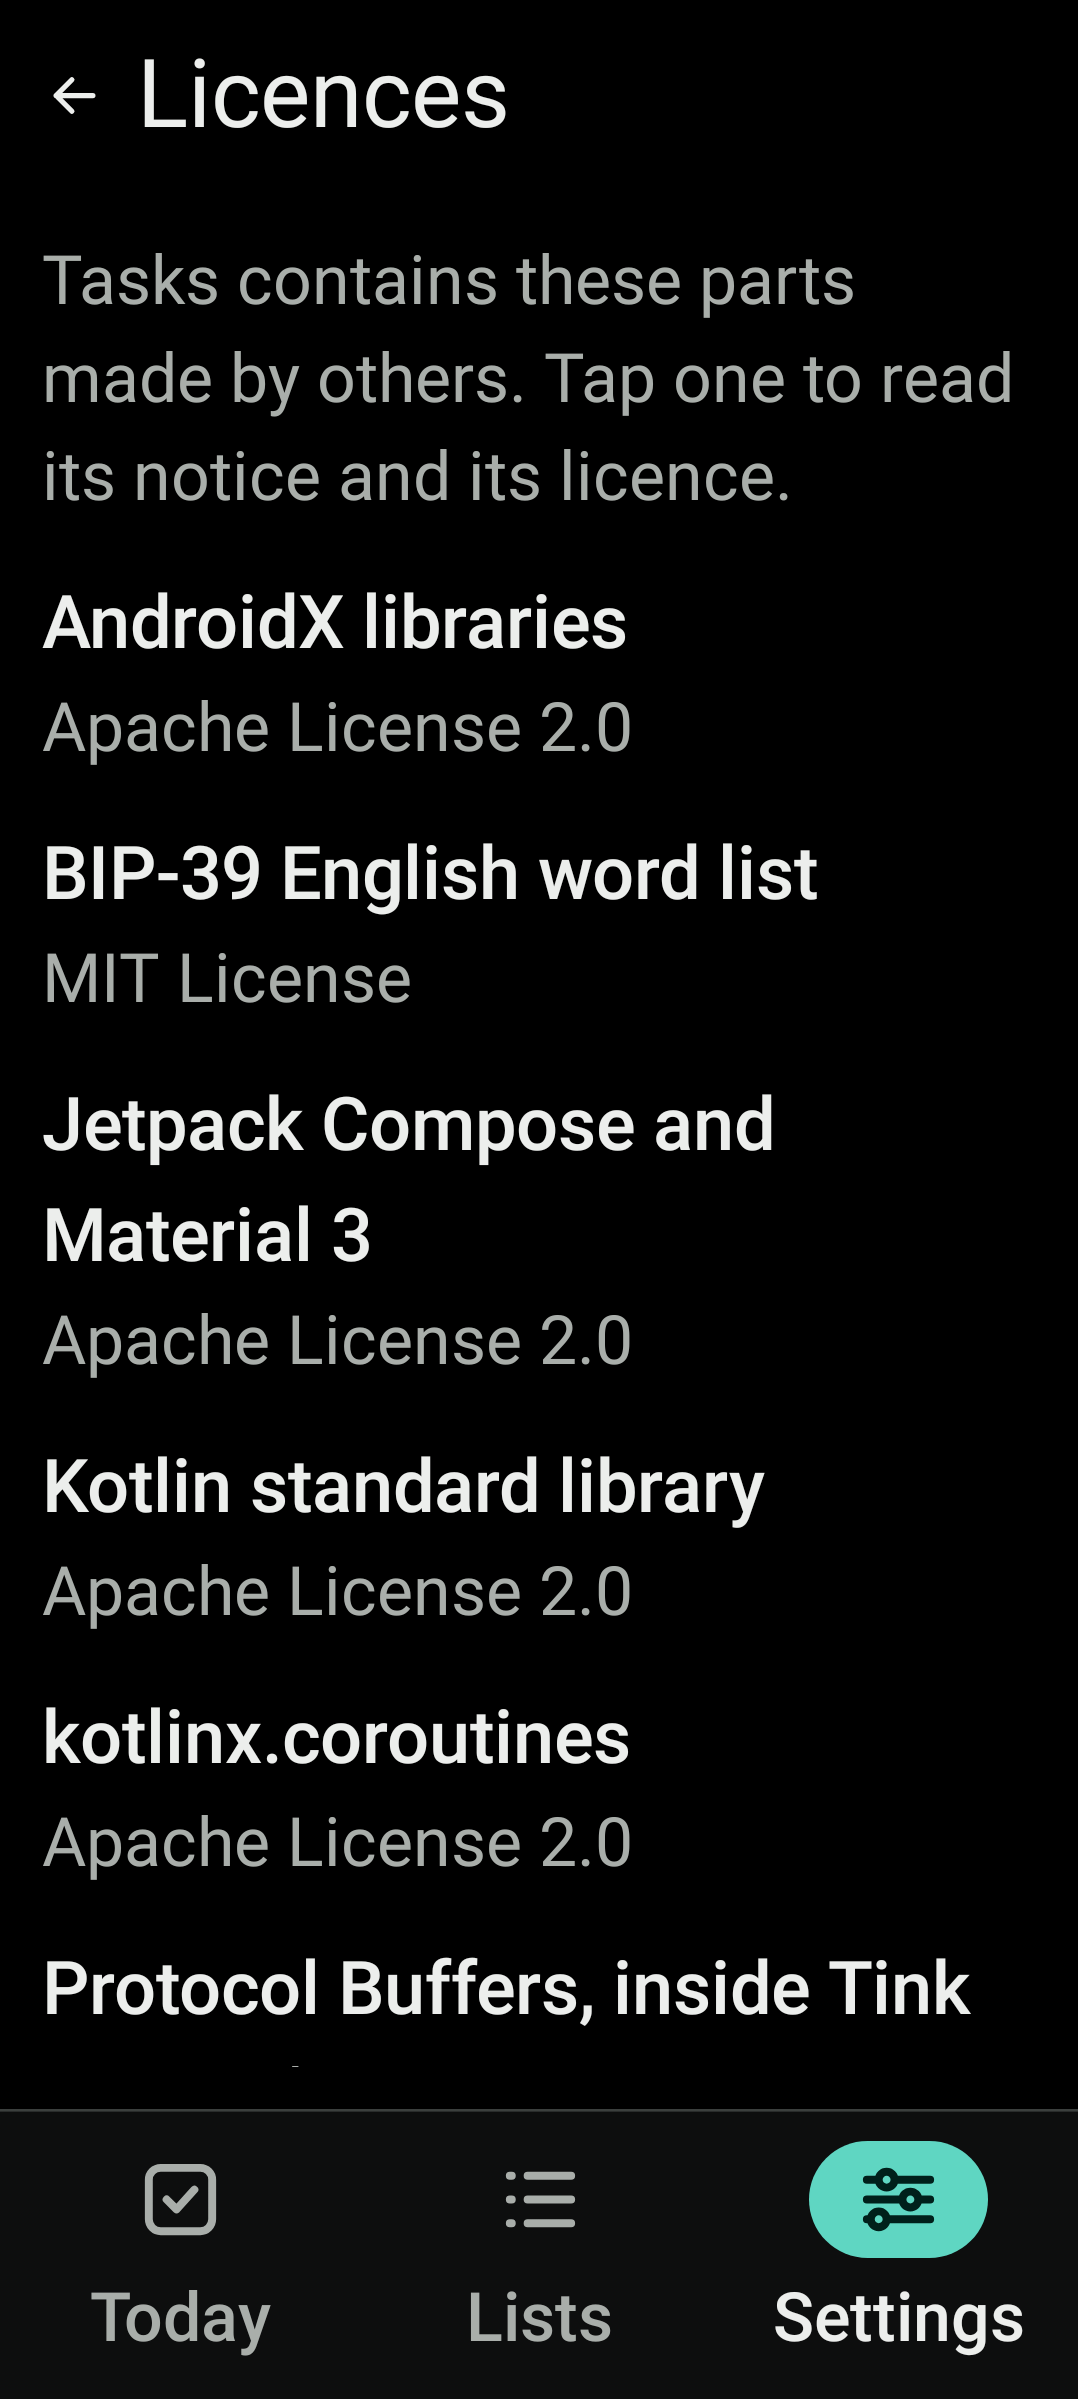 Licences
Tasks contains these parts
made by others. Tap one to read
its notice and its licence.
AndroidX libraries
Apache License 2.0
BIP-39 English word list
MIT License
Jetpack Compose and
Material 3
Apache License 2.0
Kotlin standard library
Apache License 2.0
kotlinx.coroutines
Apache License 2.0
Protocol Buffers, inside Tink
Today
Lists
Settings